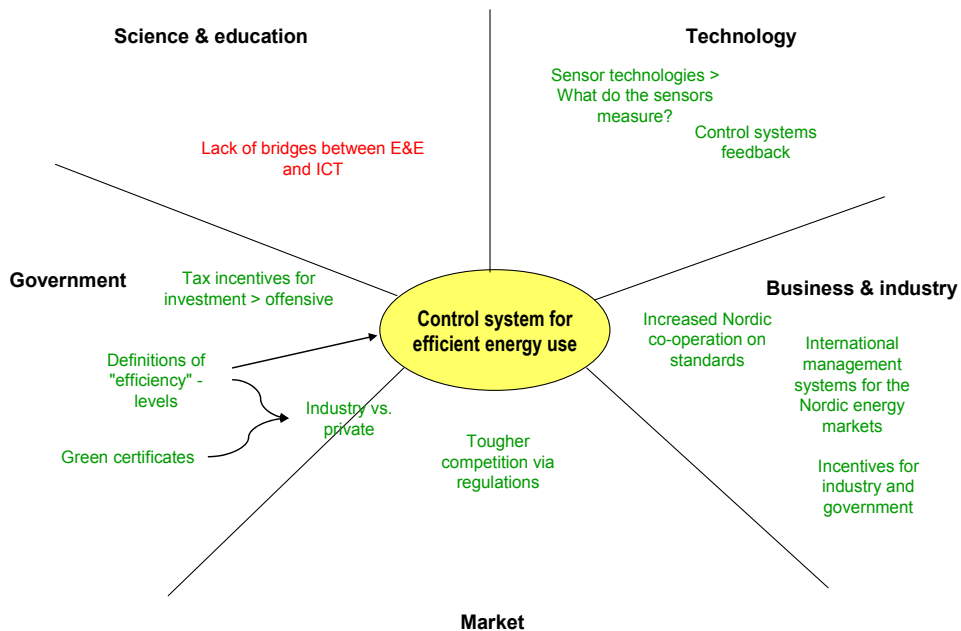 Science & education
Technology
Sensor technologies >
What do the sensors
measure?
Control systems
feedback
Lack of bridges between E&E
and ICT
Government
Tax incentives for
investment > offensive
Business & industry
Control system for
efficient energy use
Increased Nordic
co-operation on
standards
International
management
systems for the
Nordic energy
markets
Definitions of
"efficiency" -
levels
Industry vs.
private
Green certificates
Tougher
competition via
regulations
Incentives for
industry and
government
Market